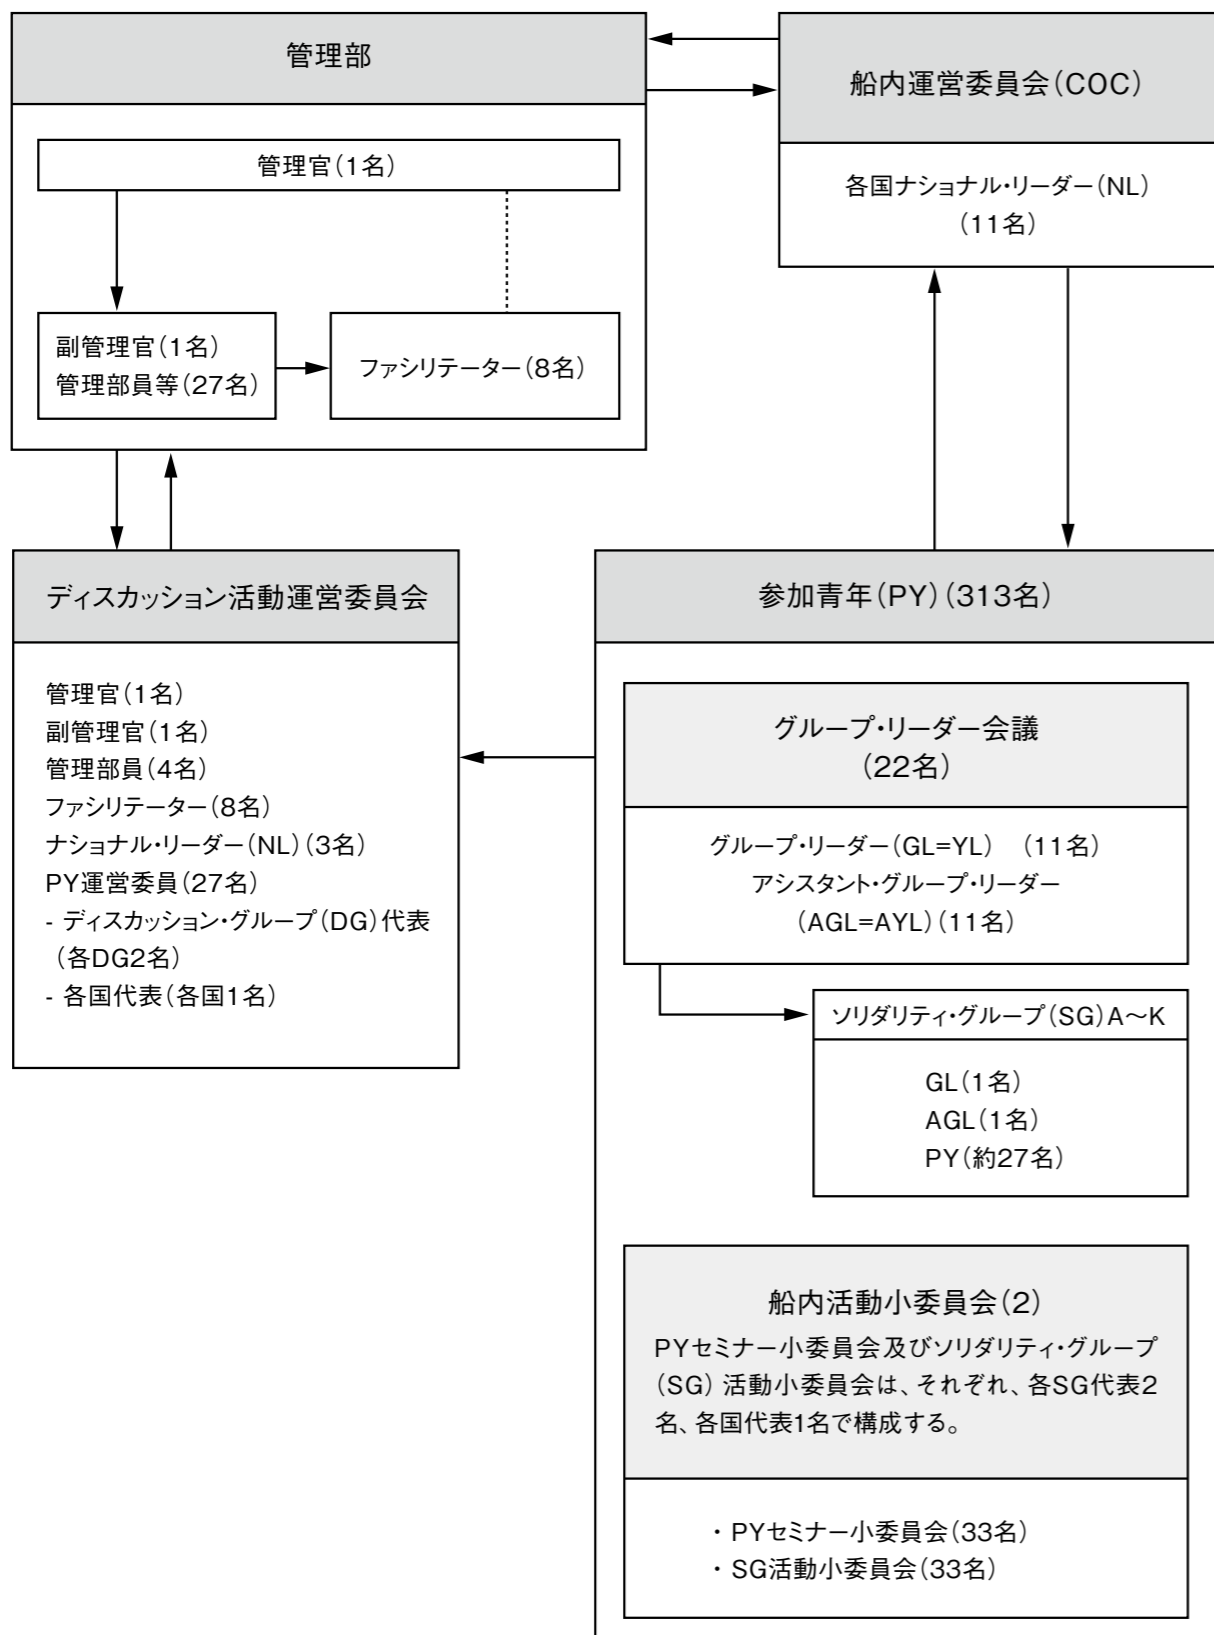 管理部
管理官(1名)
副管理官(1名)
管理部員等(27名)
ファシリテーター(8名)
船内運営委員会(COC)
各国ナショナル・リーダー(NL)
(11名)
ディスカッション活動運営委員会
管理官(1名)
副管理官(1名)
管理部員(4名)
ファシリテーター(8名)
ナショナル・リーダー(NL)(3名)
PY運営委員(27名)
- ディスカッション・グループ(DG)代表
(各DG2名)
- 各国代表(各国1名)
参加青年(PY)(313名)
グループ・リーダー会議
(22名)
グループ・リーダー(GL=YL) (11名)
アシスタント・グループ・リーダー
(AGL=AYL)(11名)
ソリダリティ・グループ(SG)A〜K
GL(1名)
AGL(1名)
PY(約27名)
船内活動小委員会(2)
PYセミナー小委員会及びソリダリティ・グループ
(SG)活動小委員会は、それぞれ、各SG代表2
名、各国代表1名で構成する。
・PYセミナー小委員会(33名)
・SG活動小委員会(33名)